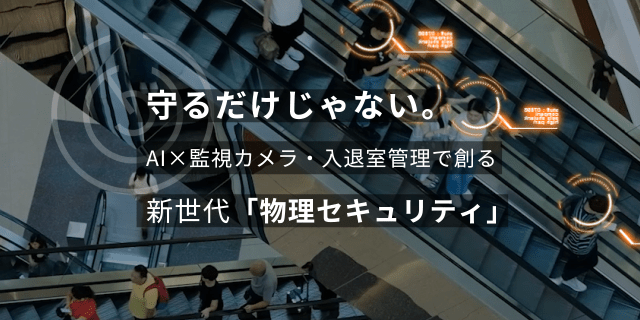 守るだけじゃない。
AI×監視カメラ・入退室管理で創る
新世代「物理セキュリティ」